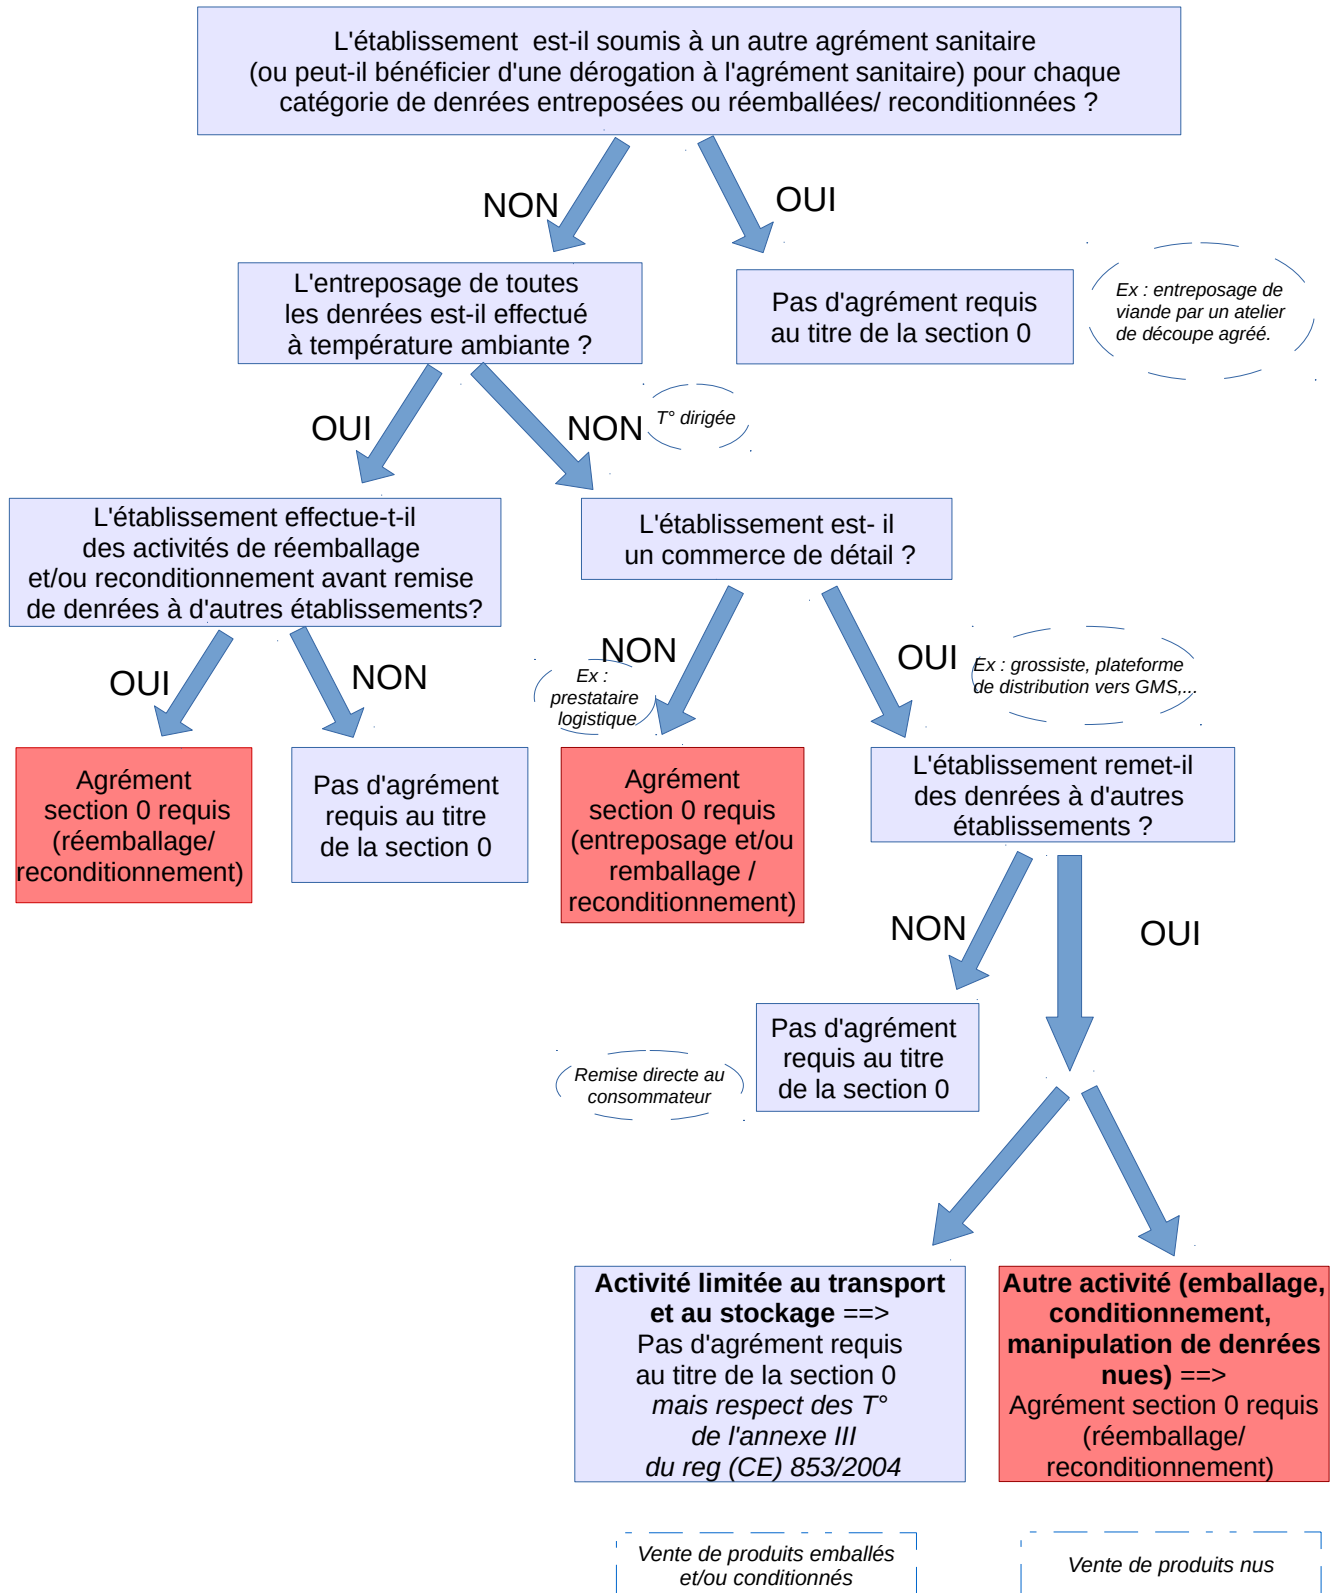 L'établissement est-il soumis à un autre agrément sanitaire
(ou peut-il bénéficier d'une dérogation à l'agrément sanitaire) pour chaque
catégorie de denrées entreposées ou réemballées/ reconditionnées ?
NON
OUI
L'entreposage de toutes
les denrées est-il effectué
à température ambiante ?
Pas d'agrément requis
au titre de la section 0
Ex : entreposage de
viande par un atelier
de découpe agréé.
OUI
NON
T° dirigée
L'établissement effectue-t-il
des activités de réemballage
et/ou reconditionnement avant remise
de denrées à d'autres établissements?
L'établissement est- il
un commerce de détail ?
OUI
NON
NON
Ex :
prestataire
logistique
OUI
Ex : grossiste, plateforme
de distribution vers GMS,...
Agrément
section 0 requis
(réemballage/
reconditionnement)
Pas d'agrément
requis au titre
de la section 0
Agrément
section 0 requis
(entreposage et/ou
remballage /
reconditionnement)
L'établissement remet-il
des denrées à d'autres
établissements ?
NON
OUI
Pas d'agrément
requis au titre
de la section 0
Remise directe au
consommateur
Activité limitée au transport
et au stockage ==>
Pas d'agrément requis
au titre de la section 0
mais respect des T°
de l'annexe III
du reg (CE) 853/2004
Autre activité (emballage,
conditionnement,
manipulation de denrées
nues) ==>
Agrément section 0 requis
(réemballage/
reconditionnement)
Vente de produits emballés
et/ou conditionnés
Vente de produits nus